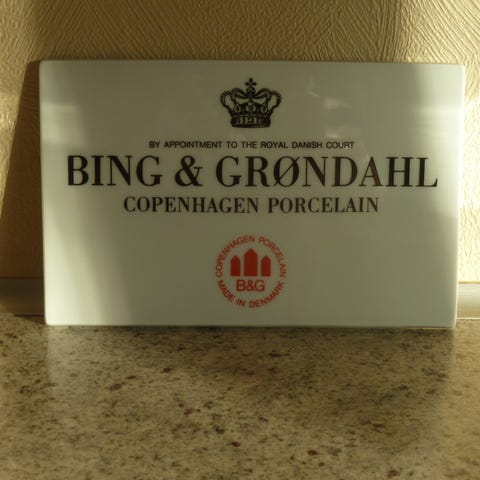 BY APPOINTMENT TO THE ROYAL DANISH COURT
BING & GRØNDAHL
COPENHAGEN PORCELAIN
COPENHAGEN PORCELAIN
B&G
MADE IN DENMARK